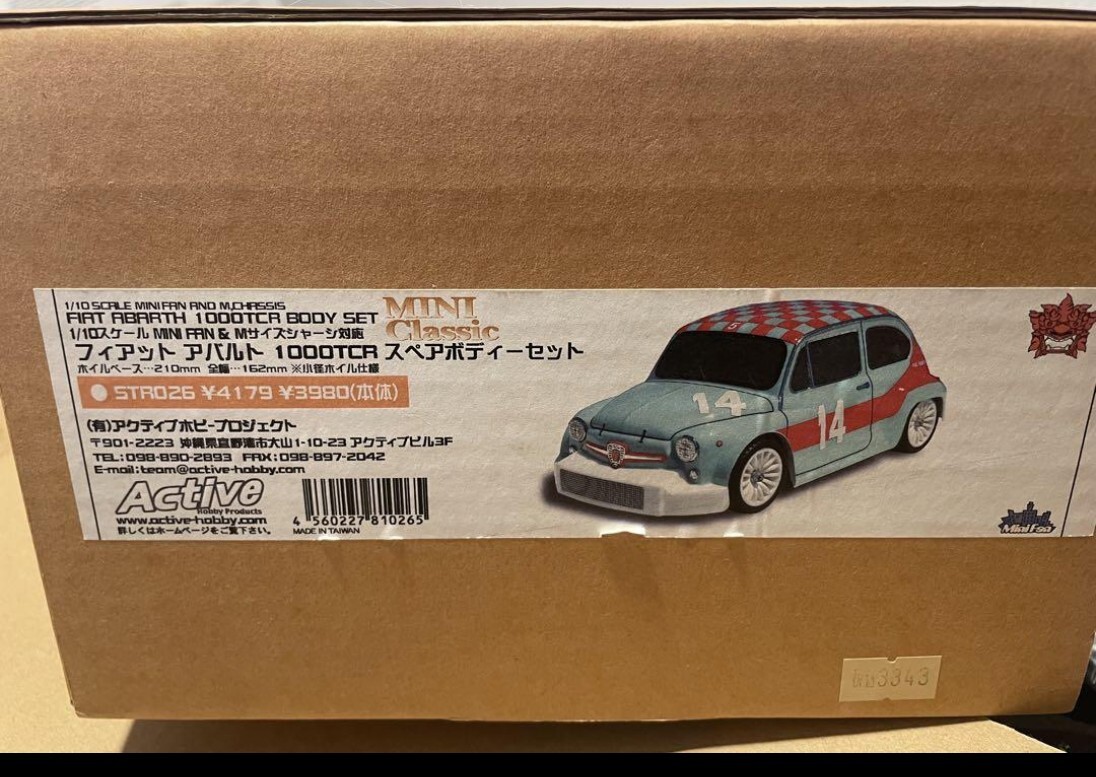 1/10 SCALE MINI FAN AND M,CHASSIS
FIAT ABARTH 1000TCR BODY SET
MINI
Classic
1/10スケール MINI FAN & Mサイズシャーシ対応
フィアット アバルト 1000TCR スペアボディーセット
ホイルベース…210mm 全幅…162mm ※小径ホイル仕様
STR026 ¥4179 ¥3980(本体)
(有)アクティブホビープロジェクト
〒901-2223 沖縄県宜野湾市大山1-10-23 アクティブビル3F
TEL:098-890-2893 FAX:098-897-2042
E-mail:team@active-hobby.com
Active
Hobby Products
www.active-hobby.com
詳しくはホームページをご覧下さい。
4 560227 810265
MADE IN TAIWAN
14
14
Mini Fan
3343